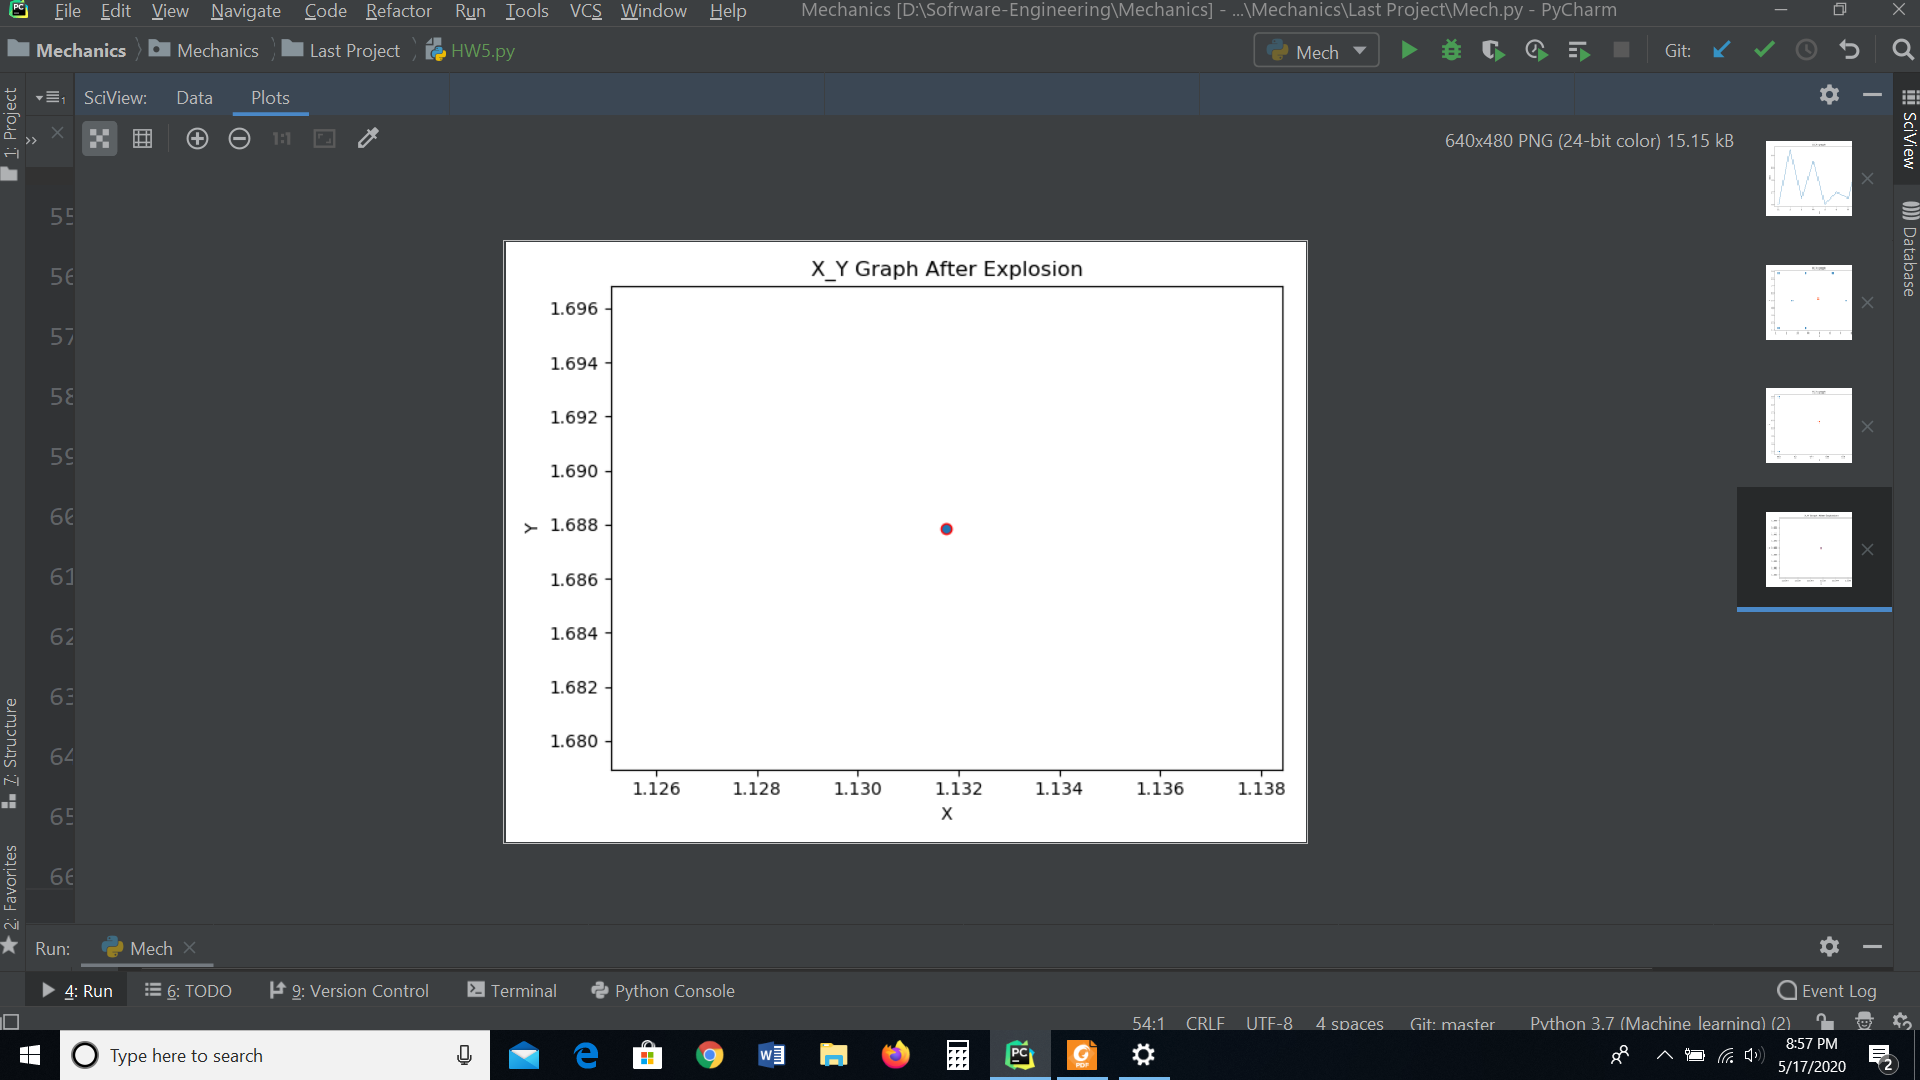 PC File Edit View Navigate Code Refactor Run Tools VCS Window Help Mechanics [D:\Sofrware-Engineering\Mechanics] - ...\Mechanics\Last Project\Mech.py - PyCharm
Mechanics Mechanics Last Project HW5.py Mech Git:
SciView: Data Plots
1:1 640x480 PNG (24-bit color) 15.15 kB
1: Project
7: Structure
2: Favorites
SciView
Database
55
56
57
58
59
60
61
62
63
64
65
66
X_Y Graph After Explosion
1.696
1.694
1.692
1.690
1.688
1.686
1.684
1.682
1.680
Y
1.126 1.128 1.130 1.132 1.134 1.136 1.138
X
Run: Mech
4: Run 6: TODO 9: Version Control Terminal Python Console Event Log
54:1 CRLF UTF-8 4 spaces Git: master Python 3.7 (Machine_learning) (2)
Type here to search
8:57 PM
5/17/2020
2